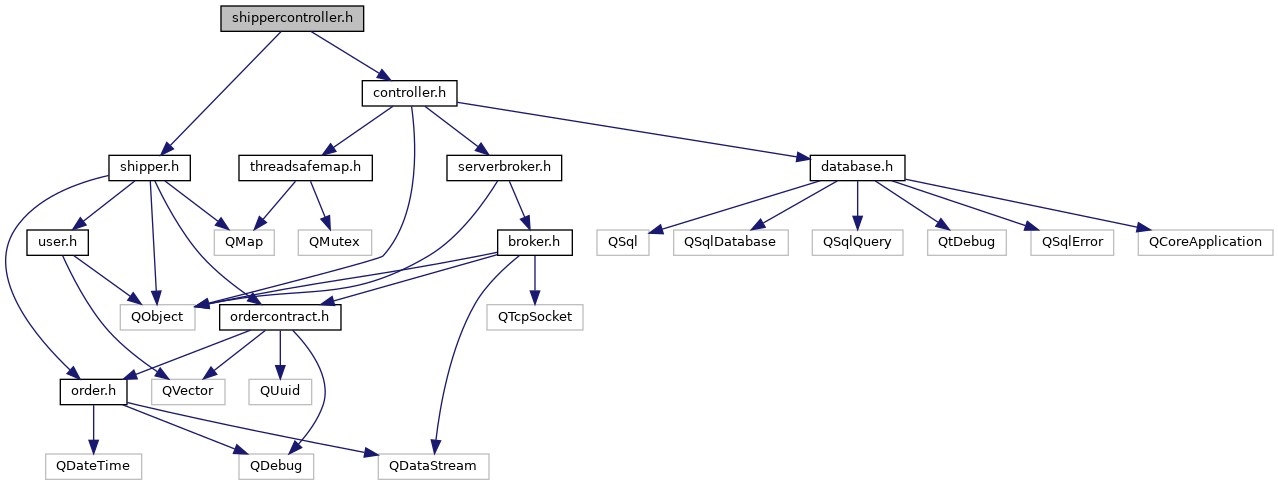 shippercontroller.h
controller.h
shipper.h
threadsafemap.h
serverbroker.h
database.h
user.h
QMap
QMutex
broker.h
QSql
QSqlDatabase
QSqlQuery
QtDebug
QSqlError
QCoreApplication
QObject
ordercontract.h
QTcpSocket
order.h
QVector
QUuid
QDateTime
QDebug
QDataStream